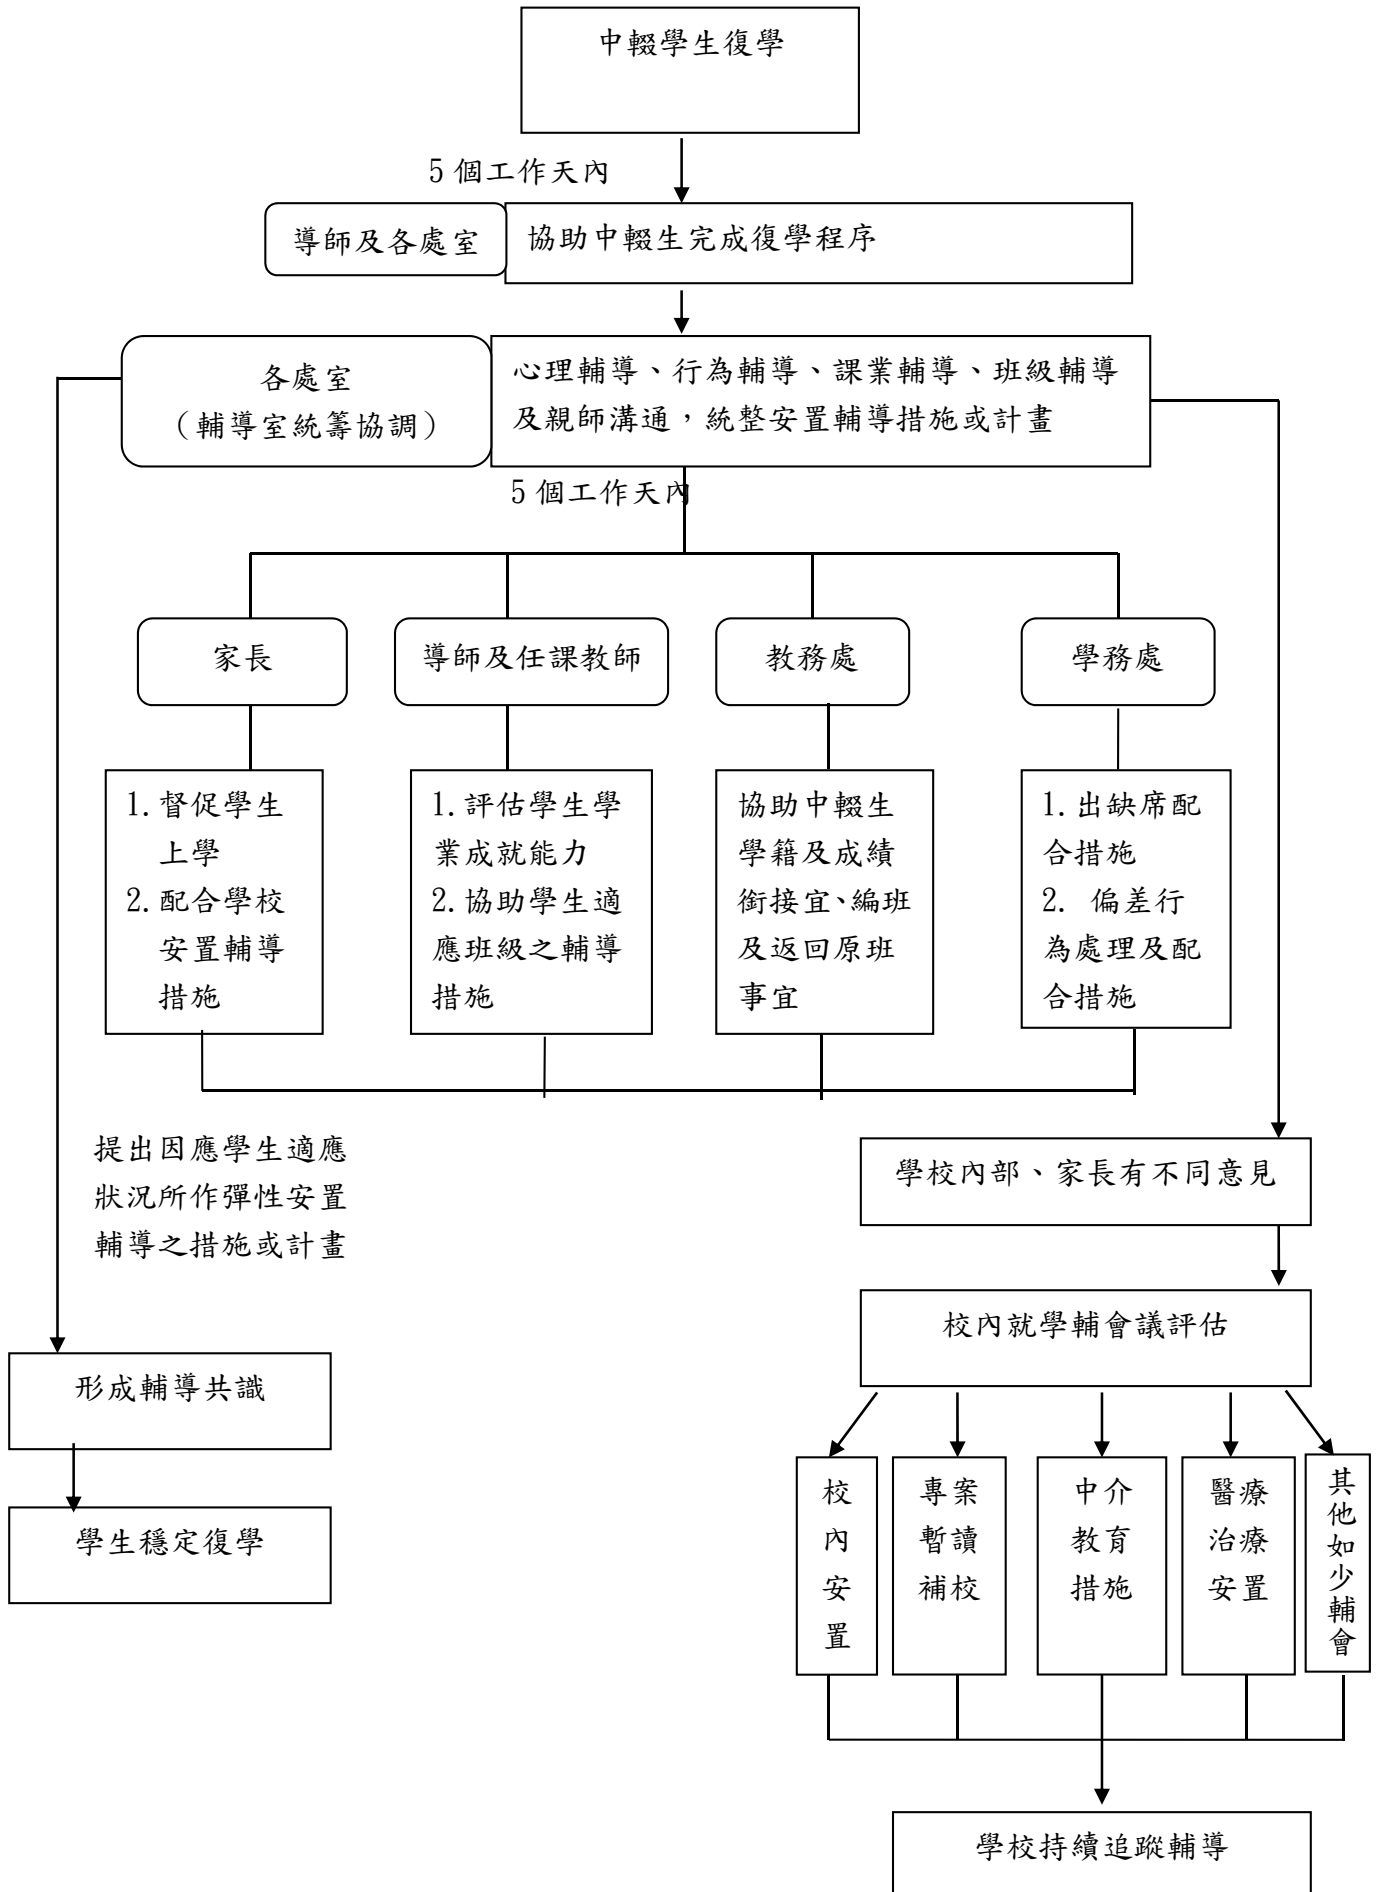 中輟學生復學
5 個工作天內
導師及各處室
協助中輟生完成復學程序
各處室
（輔導室統籌協調）
心理輔導、行為輔導、課業輔導、班級輔導
及親師溝通，統整安置輔導措施或計畫
5 個工作天內
家長
導師及任課教師
教務處
學務處
1. 督促學生
上學
2. 配合學校
安置輔導
措施
1. 評估學生學
業成就能力
2. 協助學生適
應班級之輔導
措施
協助中輟生
學籍及成績
銜接宜、編班
及返回原班
事宜
1. 出缺席配
合措施
2. 偏差行
為處理及配
合措施
提出因應學生適應
狀況所作彈性安置
輔導之措施或計畫
學校內部、家長有不同意見
校內就學輔會議評估
形成輔導共識
學生穩定復學
校
內
安
置
專案
暫讀
補校
中介
教育
措施
醫療
治療
安置
其他如少輔會
學校持續追蹤輔導